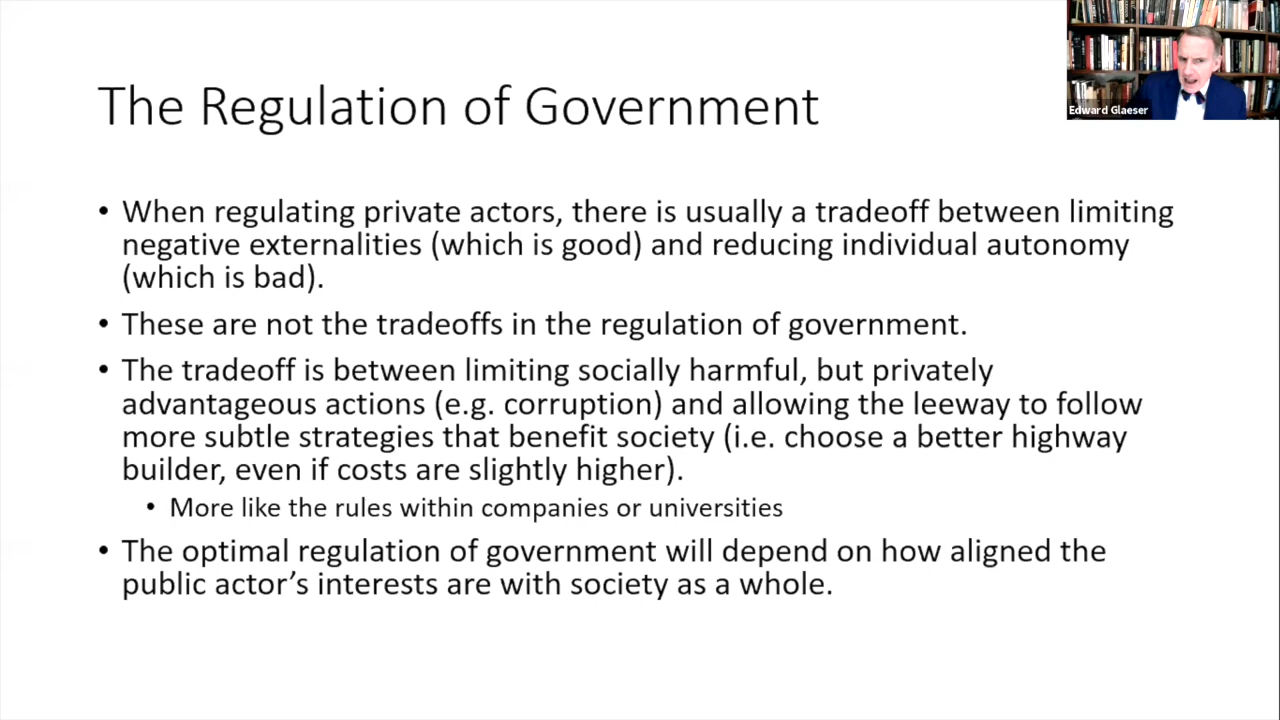 The Regulation of Government
Edward Glaeser
• When regulating private actors, there is usually a tradeoff between limiting
negative externalities (which is good) and reducing individual autonomy
(which is bad).
• These are not the tradeoffs in the regulation of government.
• The tradeoff is between limiting socially harmful, but privately
advantageous actions (e.g. corruption) and allowing the leeway to follow
more subtle strategies that benefit society (i.e. choose a better highway
builder, even if costs are slightly higher).
• More like the rules within companies or universities
• The optimal regulation of government will depend on how aligned the
public actor’s interests are with society as a whole.